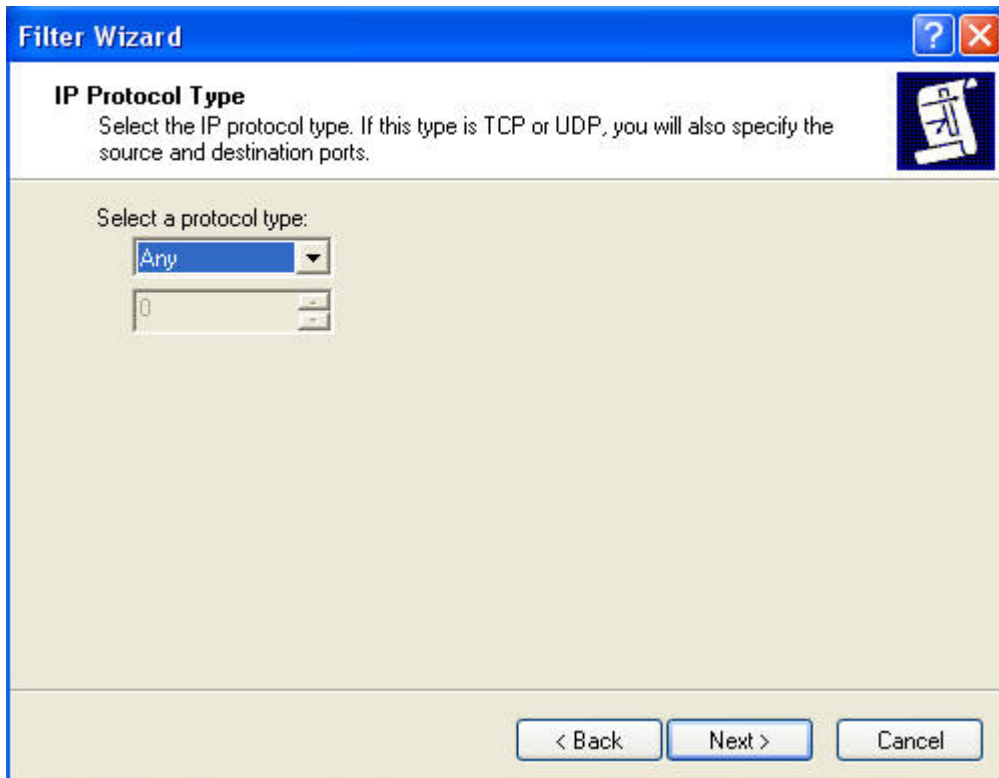 Filter Wizard
IP Protocol Type
Select the IP protocol type. If this type is TCP or UDP, you will also specify the
source and destination ports.
Select a protocol type:
Any
0
< Back Next > Cancel